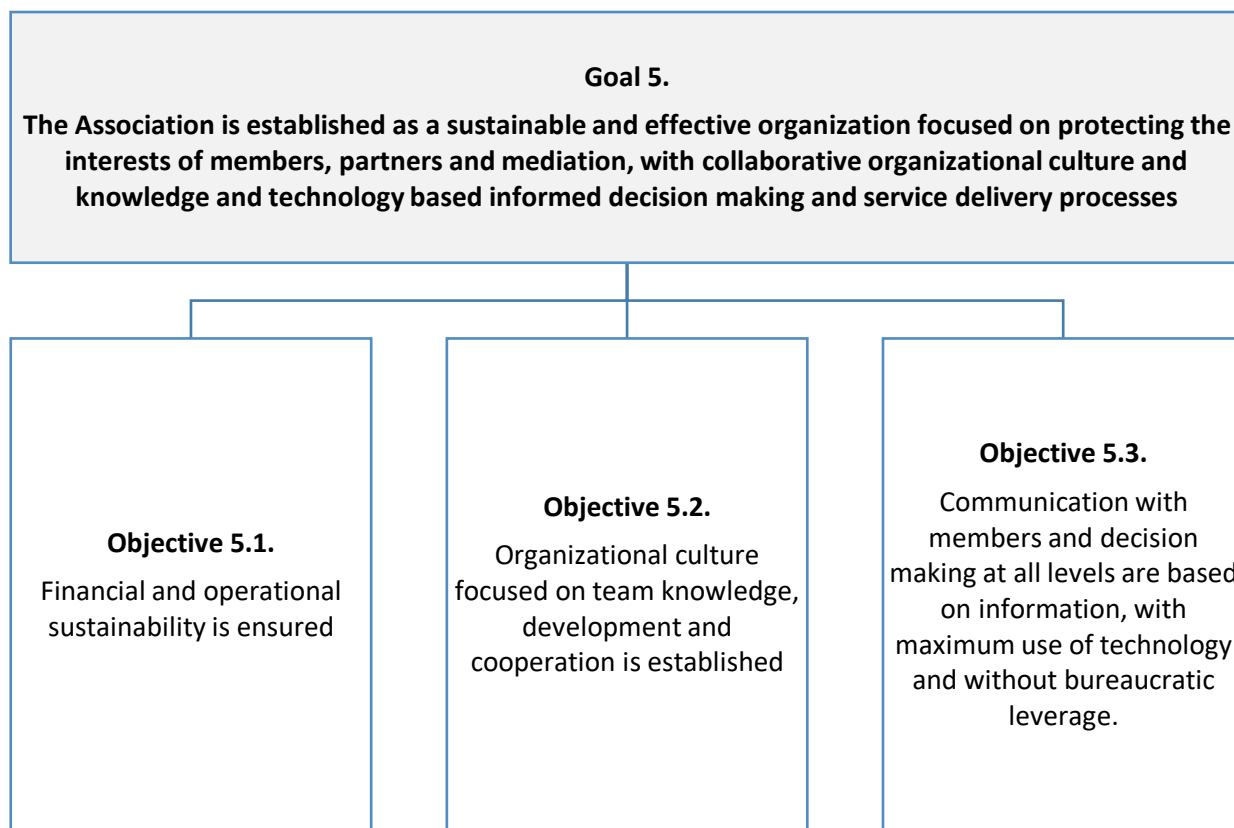 Goal 5.
The Association is established as a sustainable and effective organization focused on protecting the
interests of members, partners and mediation, with collaborative organizational culture and
knowledge and technology based informed decision making and service delivery processes
Objective 5.1.
Financial and operational
sustainability is ensured
Objective 5.2.
Organizational culture
focused on team knowledge,
development and
cooperation is established
Objective 5.3.
Communication with
members and decision
making at all levels are based
on information, with
maximum use of technology
and without bureaucratic
leverage.